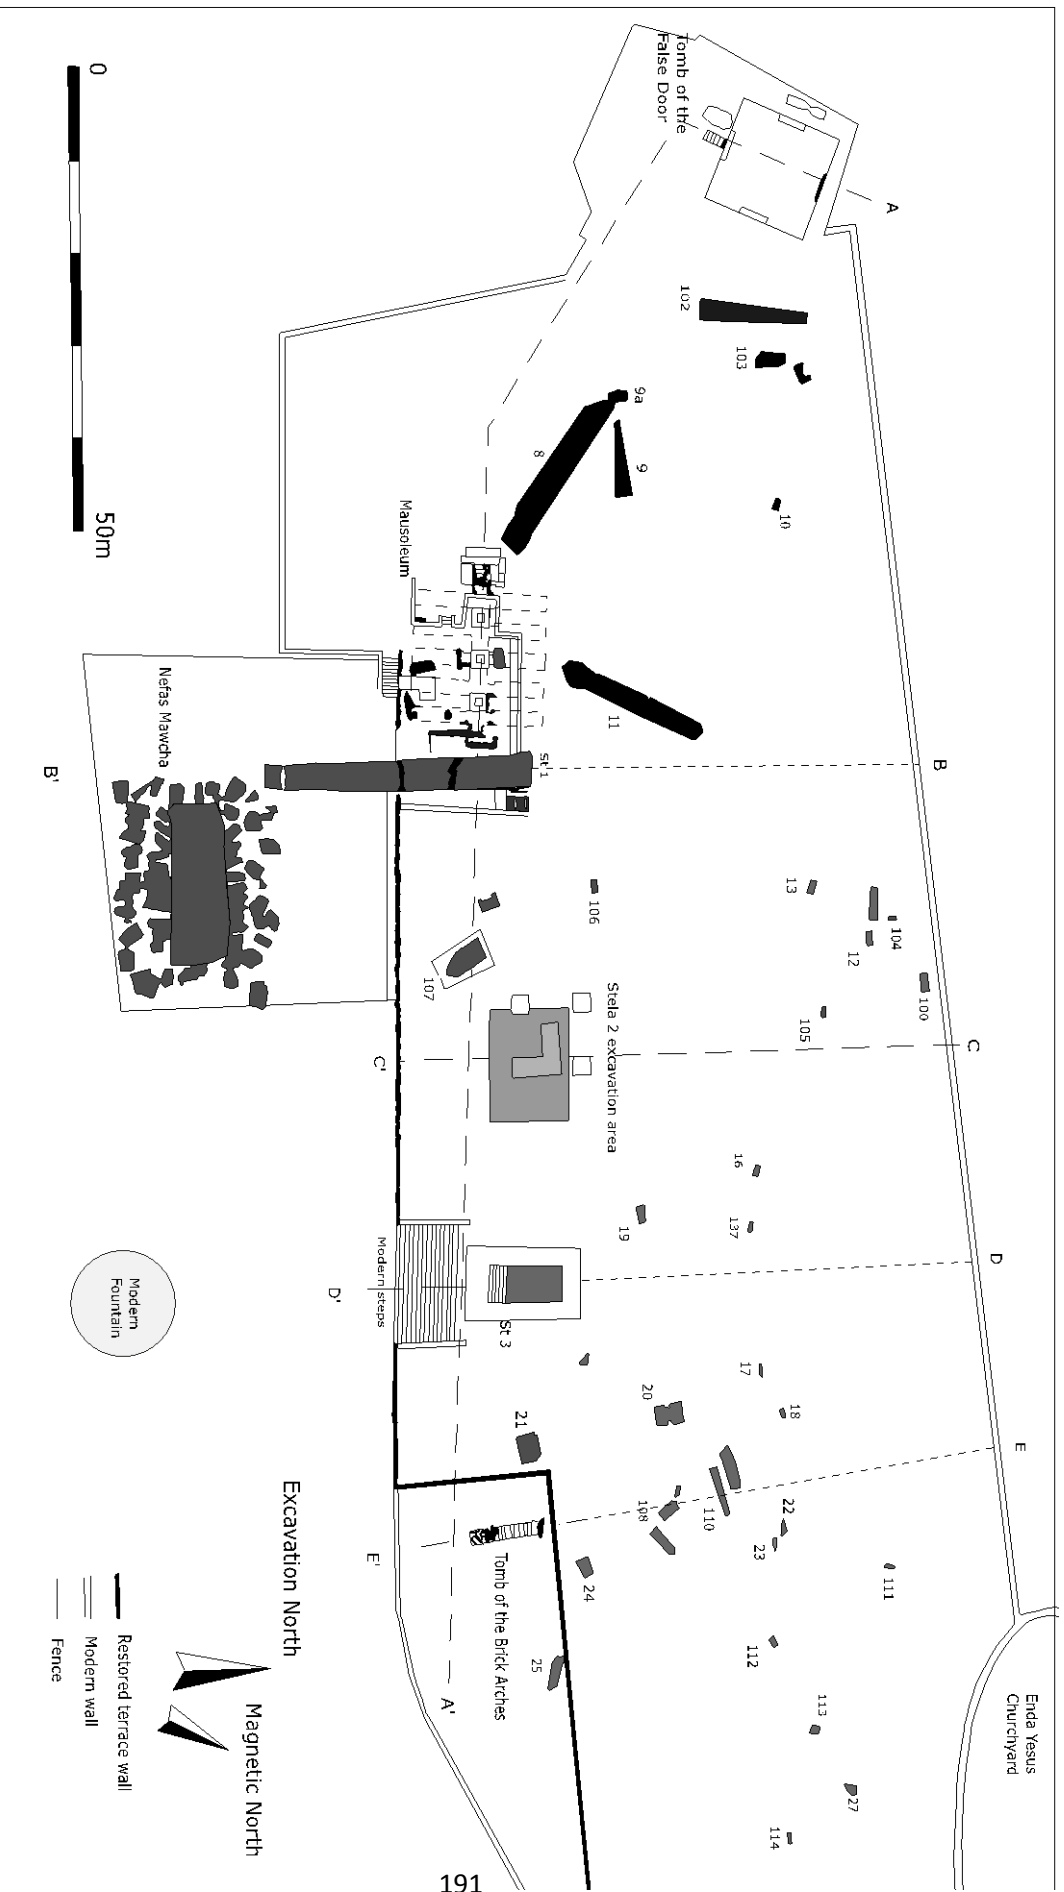 0
50m
Tomb of the
False Door
A
102
103
9a
9
8
10
Mausoleum
11
Nefas Mawcha
St 1
B
B'
13
106
104
12
107
100
105
Stela 2 excavation area
C
C'
16
19
137
D
Modern steps
D'
Modern
Fountain
St 3
17
20
18
21
E
110
108
22
23
E'
24
111
Tomb of the Brick Arches
25
112
A'
113
27
114
Enda Yesus
Churchyard
Excavation North
Magnetic North
Restored terrace wall
Modern wall
Fence
191